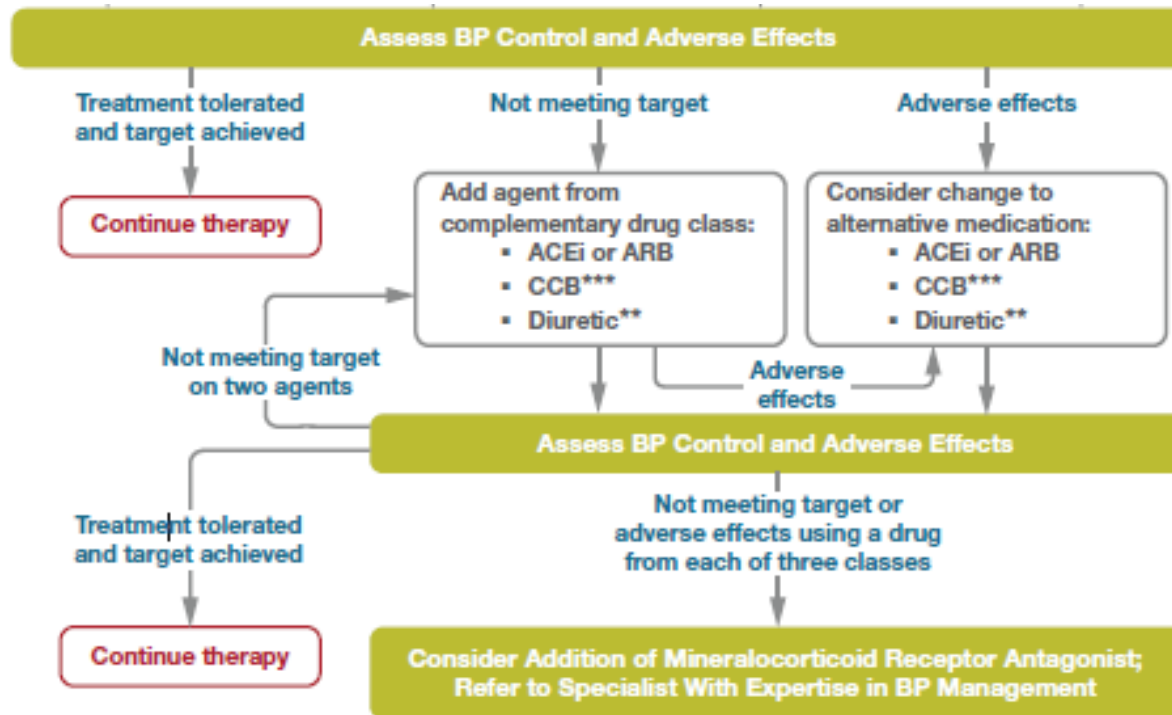 Assess BP Control and Adverse Effects
Treatment tolerated
and target achieved
Not meeting target
Adverse effects
Continue therapy
Add agent from
complementary drug class:
▪ ACEi or ARB
▪ CCB***
▪ Diuretic**
Consider change to
alternative medication:
▪ ACEi or ARB
▪ CCB***
▪ Diuretic**
Not meeting target
on two agents
Adverse
effects
Assess BP Control and Adverse Effects
Treatment tolerated
and target achieved
Not meeting target or
adverse effects using a drug
from each of three classes
Continue therapy
Consider Addition of Mineralocorticoid Receptor Antagonist;
Refer to Specialist With Expertise in BP Management